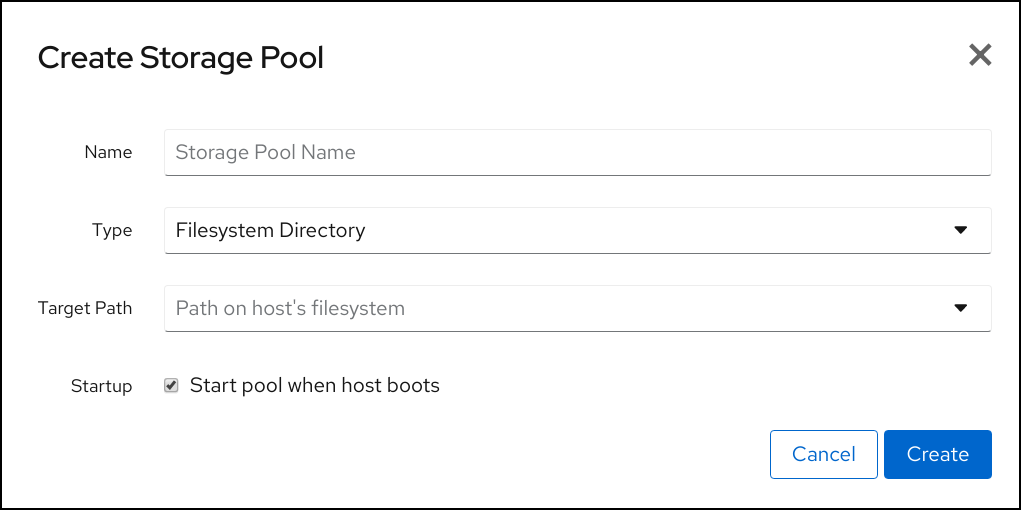 Create Storage Pool
Name Storage Pool Name
Type Filesystem Directory
Target Path Path on host's filesystem
Startup Start pool when host boots
Cancel Create